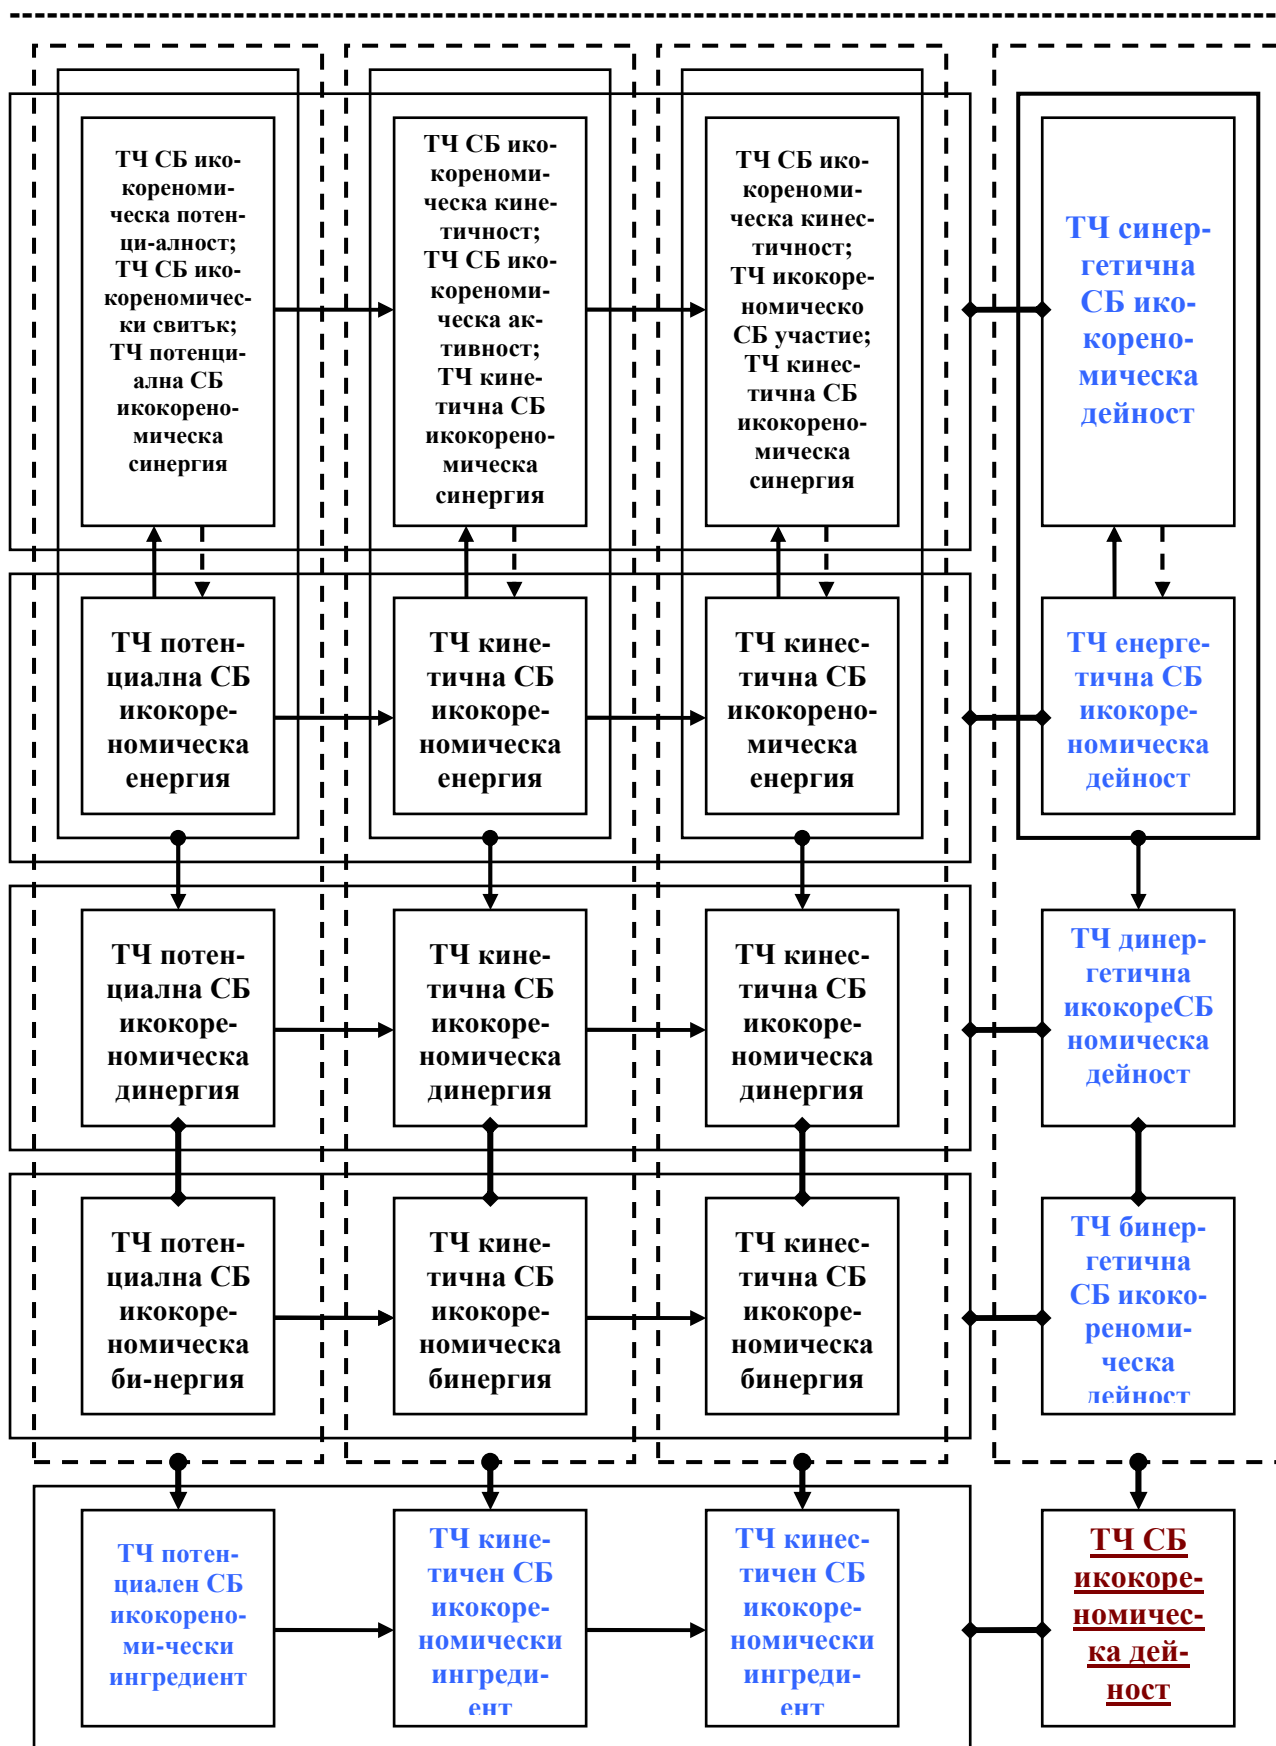 ТЧ СБ ико-
кореноми-
ческа потен-
ци-алност;
ТЧ СБ ико-
кореномичес-
ки свитък;
ТЧ потенци-
ална СБ
икокорено-
мическа
синергия
ТЧ СБ ико-
кореноми-
ческа кине-
тичност;
ТЧ СБ ико-
кореноми-
ческа ак-
тивност;
ТЧ кине-
тична СБ
икокорено-
мическа
синергия
ТЧ СБ ико-
кореноми-
ческа кинес-
тичност;
ТЧ икокоре-
номическо
СБ участие;
ТЧ кинес-
тична СБ
икокорено-
мическа
синергия
ТЧ синер-
гетична
СБ ико-
корено-
мическа
дейност
ТЧ потен-
циална СБ
икокоре-
номическа
енергия
ТЧ кине-
тична СБ
икокоре-
номическа
енергия
ТЧ кинес-
тична СБ
икокорено-
мическа
енергия
ТЧ енерге-
тична СБ
икокоре-
номическа
дейност
ТЧ потен-
циална СБ
икокоре-
номическа
динергия
ТЧ кине-
тична СБ
икокоре-
номическа
динергия
ТЧ кинес-
тична СБ
икокоре-
номическа
динергия
ТЧ динер-
гетична
икокореСБ
номическа
дейност
ТЧ потен-
циална СБ
икокоре-
номическа
би-нергия
ТЧ кине-
тична СБ
икокоре-
номическа
бинергия
ТЧ кинес-
тична СБ
икокоре-
номическа
бинергия
ТЧ бинер-
гетична
СБ икоко-
реноми-
ческа
дейност
ТЧ потен-
циален СБ
икокорено-
ми-чески
ингредиент
ТЧ кине-
тичен СБ
икокоре-
номически
ингреди-
ент
ТЧ кинес-
тичен СБ
икокоре-
номически
ингреди-
ент
ТЧ СБ
икокоре-
номичес-
ка дей-
ност